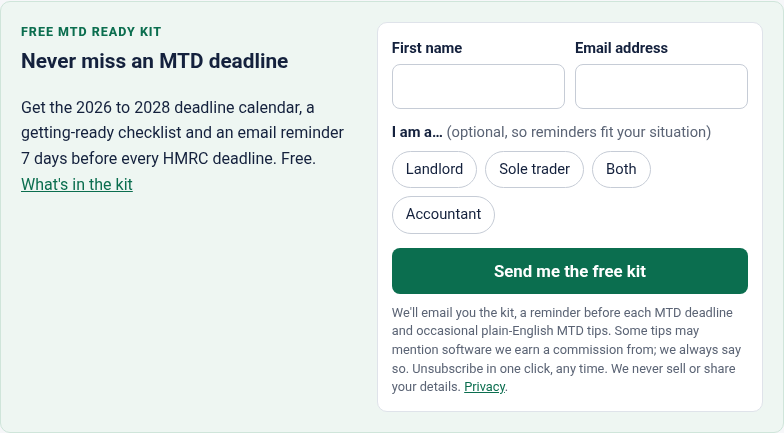 FREE MTD READY KIT
Never miss an MTD deadline
Get the 2026 to 2028 deadline calendar, a
getting-ready checklist and an email reminder
7 days before every HMRC deadline. Free.
What's in the kit
First name
Email address
I am a… (optional, so reminders fit your situation)
Landlord
Sole trader
Both
Accountant
Send me the free kit
We'll email you the kit, a reminder before each MTD deadline
and occasional plain-English MTD tips. Some tips may
mention software we earn a commission from; we always say
so. Unsubscribe in one click, any time. We never sell or share
your details. Privacy.